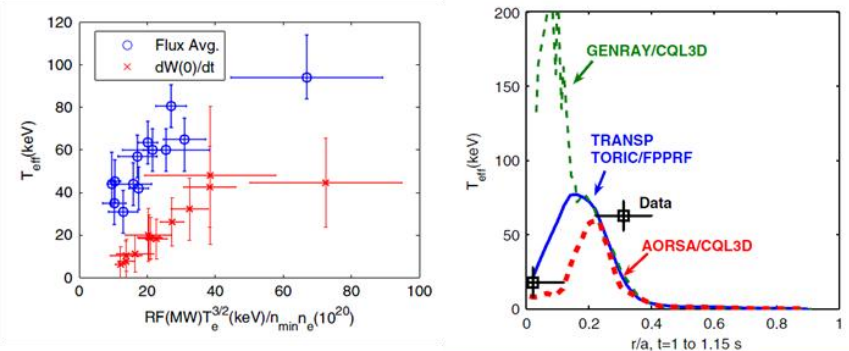 120
100
80
60
40
20
0
T_eff(keV)
Flux Avg.
dW(0)/dt
0 20 40 60 80 100
RF(MW)T_e^3/2(keV)/n_min n_e(10^20)
200
150
100
50
0
T_eff(keV)
GENRAY/CQL3D
TRANSP
TORIC/FPPRF
Data
AORSA/CQL3D
0 0.2 0.4 0.6 0.8 1
r/a, t=1 to 1.15 s